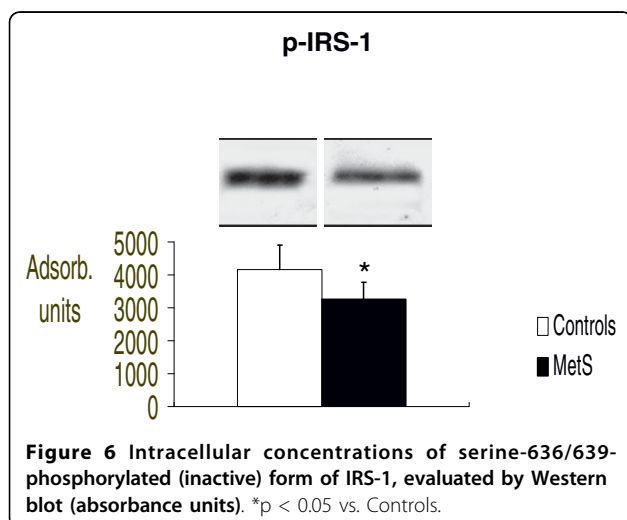 p-IRS-1
Adsorb.
units
5000
4000
3000
2000
1000
0
*
Controls
MetS
Figure 6 Intracellular concentrations of serine-636/639-
phosphorylated (inactive) form of IRS-1, evaluated by Western
blot (absorbance units). *p < 0.05 vs. Controls.